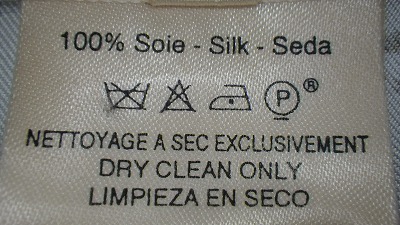 100% Soie - Silk - Seda
P ®
NETTOYAGE A SEC EXCLUSIVEMENT
DRY CLEAN ONLY
LIMPIEZA EN SECO